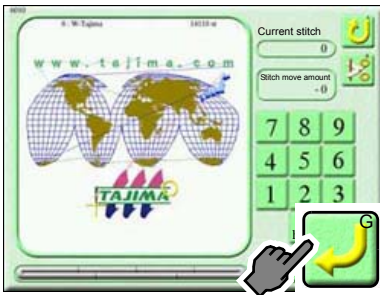 6 : W-Tajima 14113 st
www.tajima.com
TAJIMA
Current stitch
0
Stitch move amount
-0
7 8 9
4 5 6
1 2 3
G